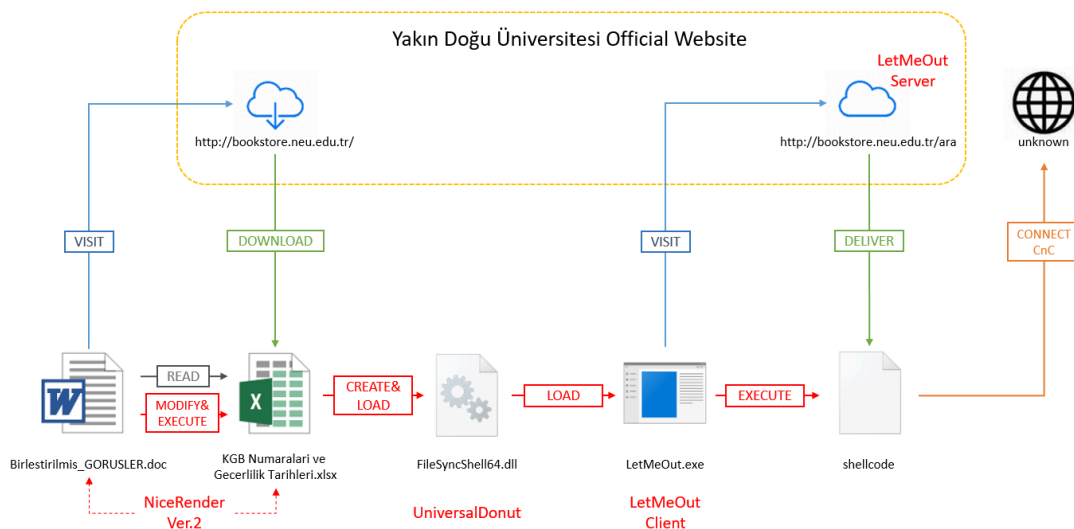 Yakın Doğu Üniversitesi Official Website
LetMeOut
Server
http://bookstore.neu.edu.tr/
http://bookstore.neu.edu.tr/ara
unknown
VISIT
DOWNLOAD
VISIT
DELIVER
CONNECT
CnC
READ
MODIFY&
EXECUTE
CREATE&
LOAD
LOAD
EXECUTE
W
X
Birlestirilmis_GORUSLER.doc
KGB Numaralari ve
Gecerlilik Tarihleri.xlsx
FileSyncShell64.dll
LetMeOut.exe
shellcode
NiceRender
Ver.2
UniversalDonut
LetMeOut
Client